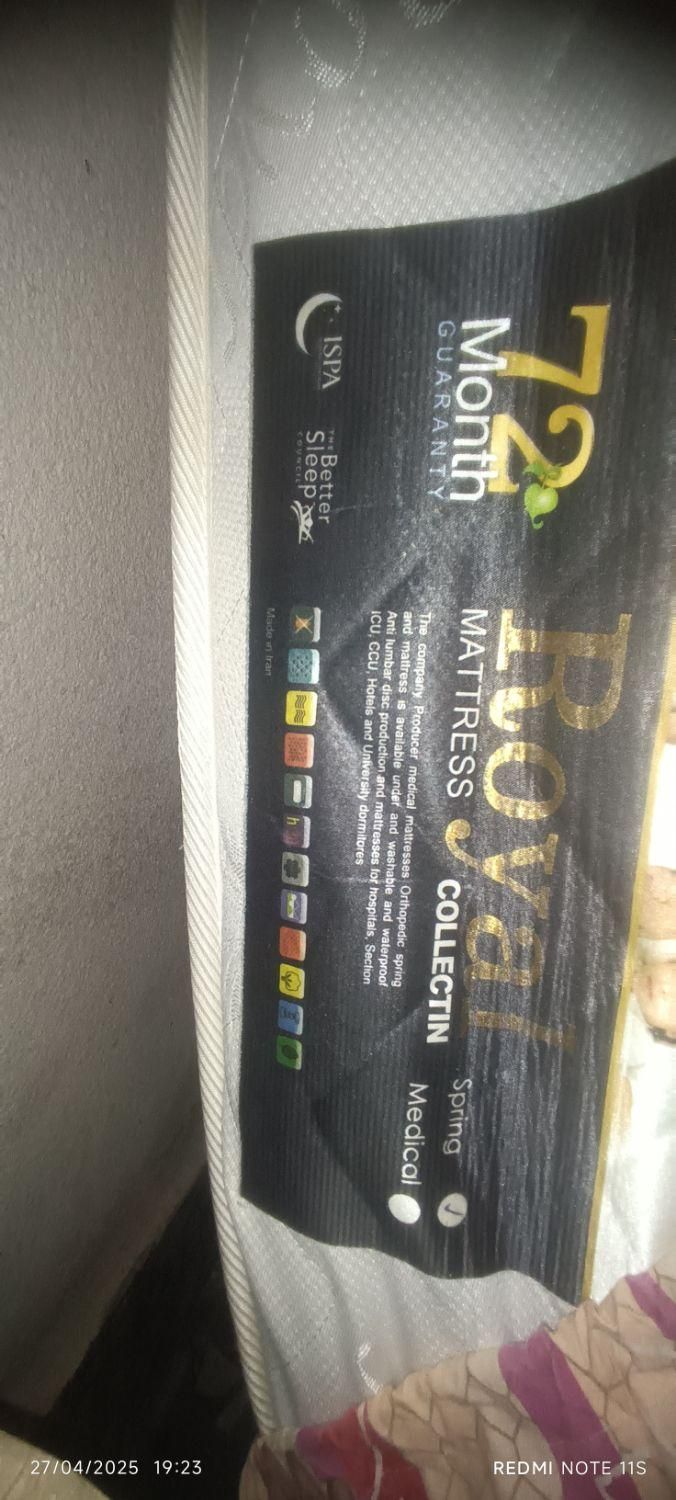 72
Month
GUARANTY
Royal
MATTRESS COLLECTIN
Spring
Medical
The company Producer medical mattresses Orthopedic spring
and mattress is available under and washable and waterproof
Anti lumbar disc production and mattresses for hospitals, Section
ICU, CCU, Hotels and University dormitores
ISPA
THE
Better
Sleep
COUNCIL
Made in Iran
27/04/2025 19:23
REDMI NOTE 11S